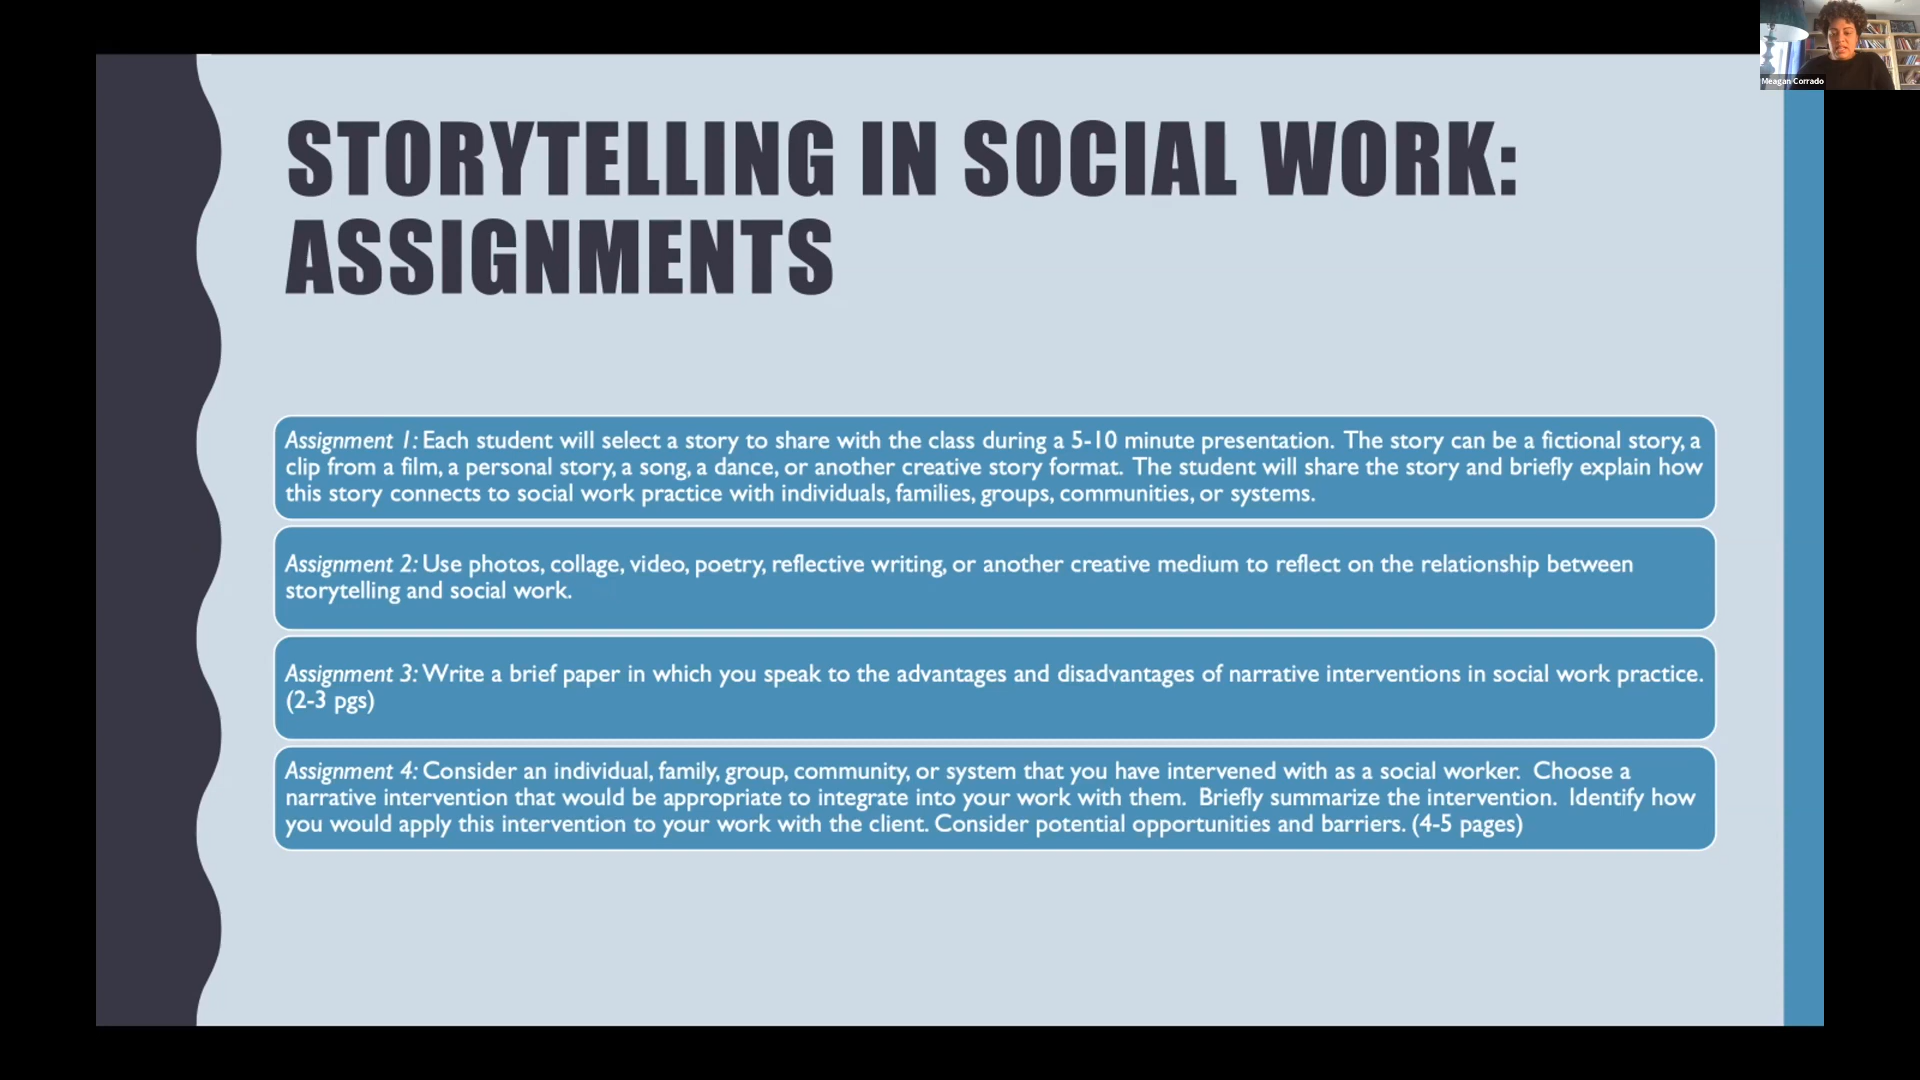 STORYTELLING IN SOCIAL WORK:
ASSIGNMENTS
Assignment 1: Each student will select a story to share with the class during a 5-10 minute presentation.  The story can be a fictional story, a
clip from a film, a personal story, a song, a dance, or another creative story format.  The student will share the story and briefly explain how
this story connects to social work practice with individuals, families, groups, communities, or systems.
Assignment 2: Use photos, collage, video, poetry, reflective writing, or another creative medium to reflect on the relationship between
storytelling and social work.
Assignment 3: Write a brief paper in which you speak to the advantages and disadvantages of narrative interventions in social work practice.
(2-3 pgs)
Assignment 4: Consider an individual, family, group, community, or system that you have intervened with as a social worker.  Choose a
narrative intervention that would be appropriate to integrate into your work with them.  Briefly summarize the intervention.  Identify how
you would apply this intervention to your work with the client. Consider potential opportunities and barriers. (4-5 pages)
Meagan Corrado